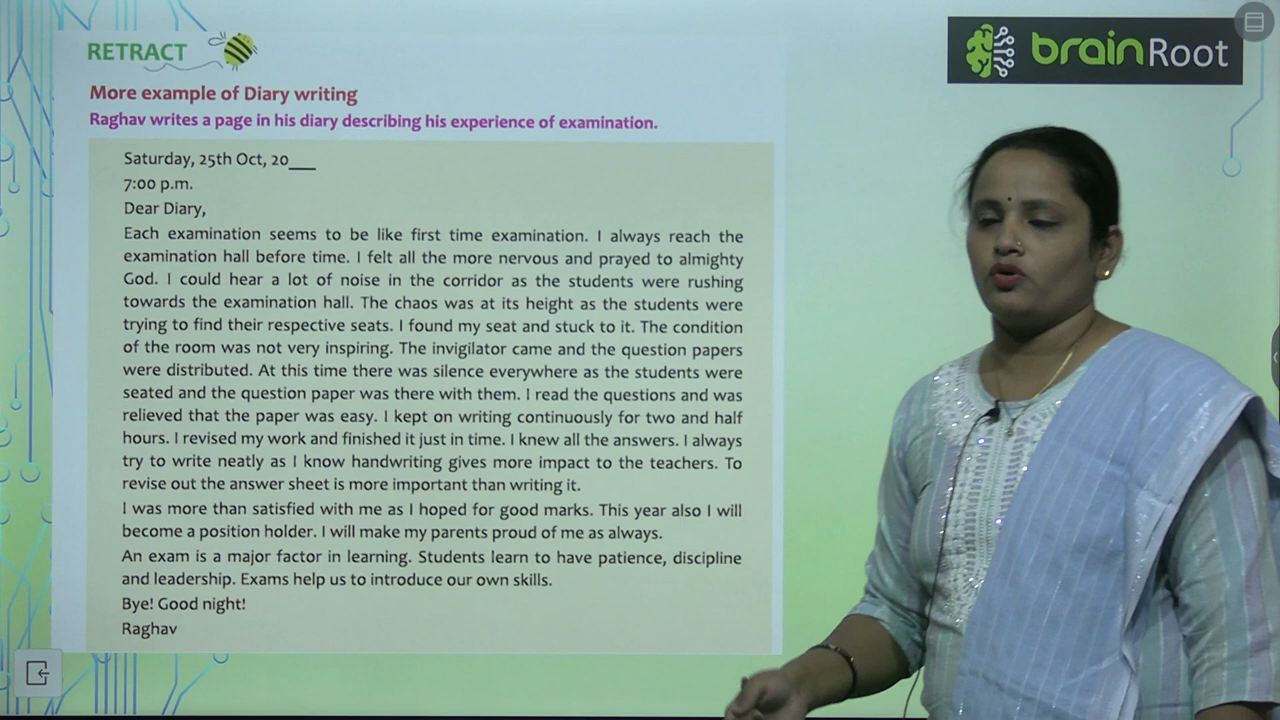 RETRACT
brainRoot
More example of Diary writing
Raghav writes a page in his diary describing his experience of examination.
Saturday, 25th Oct, 20___
7:00 p.m.
Dear Diary,
Each examination seems to be like first time examination. I always reach the
examination hall before time. I felt all the more nervous and prayed to almighty
God. I could hear a lot of noise in the corridor as the students were rushing
towards the examination hall. The chaos was at its height as the students were
trying to find their respective seats. I found my seat and stuck to it. The condition
of the room was not very inspiring. The invigilator came and the question papers
were distributed. At this time there was silence everywhere as the students were
seated and the question paper was there with them. I read the questions and was
relieved that the paper was easy. I kept on writing continuously for two and half
hours. I revised my work and finished it just in time. I knew all the answers. I always
try to write neatly as I know handwriting gives more impact to the teachers. To
revise out the answer sheet is more important than writing it.
I was more than satisfied with me as I hoped for good marks. This year also I will
become a position holder. I will make my parents proud of me as always.
An exam is a major factor in learning. Students learn to have patience, discipline
and leadership. Exams help us to introduce our own skills.
Bye! Good night!
Raghav